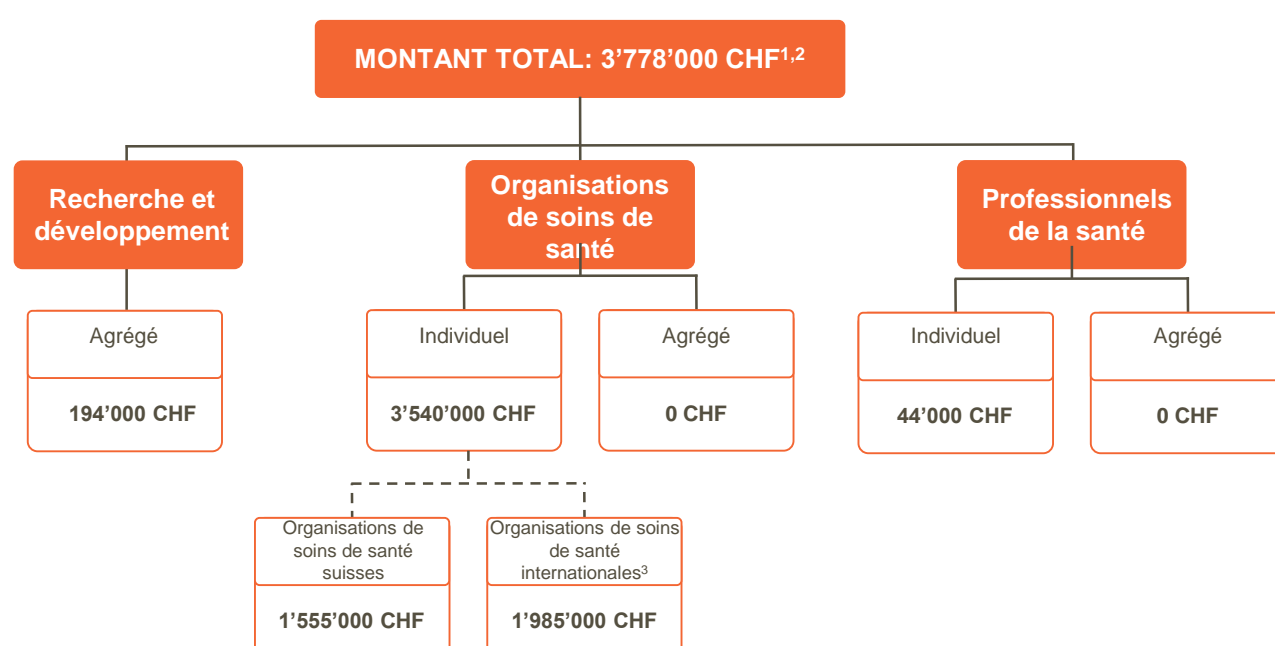 MONTANT TOTAL: 3’778’000 CHF¹,²
Recherche et
développement
Organisations
de soins de
santé
Professionnels
de la santé
Agrégé
194’000 CHF
Individuel
3’540’000 CHF
Agrégé
0 CHF
Individuel
44’000 CHF
Agrégé
0 CHF
Organisations de
soins de santé
suisses
1’555’000 CHF
Organisations de soins
de santé
internationales³
1’985’000 CHF